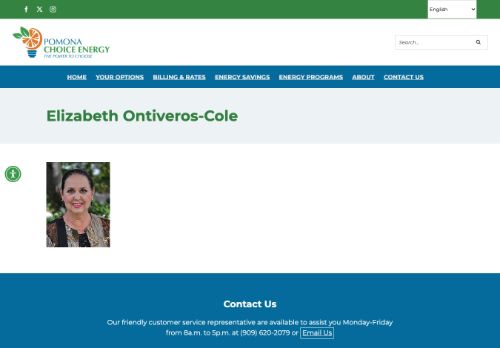 English
POMONA
CHOICE ENERGY
THE POWER TO CHOOSE
Search...
HOME YOUR OPTIONS BILLING & RATES ENERGY SAVINGS ENERGY PROGRAMS ABOUT CONTACT US
Elizabeth Ontiveros-Cole
Contact Us
Our friendly customer service representative are available to assist you Monday-Friday
from 8a.m. to 5p.m. at (909) 620-2079 or Email Us